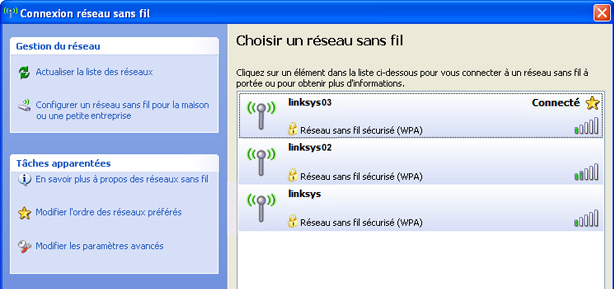 Connexion réseau sans fil
Gestion du réseau
Actualiser la liste des réseaux
Configurer un réseau sans fil pour la maison
ou une petite entreprise
Tâches apparentées
En savoir plus à propos des réseaux sans fil
Modifier l'ordre des réseaux préférés
Modifier les paramètres avancés
Choisir un réseau sans fil
Cliquez sur un élément dans la liste ci-dessous pour vous connecter à un réseau sans fil à
portée ou pour obtenir plus d'informations.
linksys03 Connecté
Réseau sans fil sécurisé (WPA)
linksys02
Réseau sans fil sécurisé (WPA)
linksys
Réseau sans fil sécurisé (WPA)